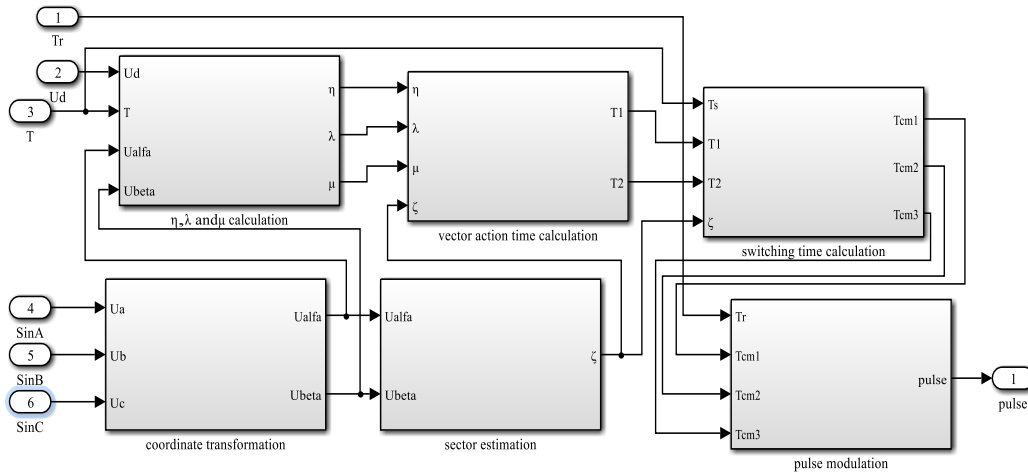 1
Tr
2
Ud
3
T
Ud
T
Ualfa
Ubeta
η
λ
μ
η,λ andμ calculation
η
λ
μ
ζ
T1
T2
vector action time calculation
Ts
T1
T2
ζ
Tcm1
Tcm2
Tcm3
switching time calculation
4
SinA
5
SinB
6
SinC
Ua
Ub
Uc
Ualfa
Ubeta
coordinate transformation
Ualfa
Ubeta
ζ
sector estimation
Tr
Tcm1
Tcm2
Tcm3
pulse
pulse modulation
1
pulse